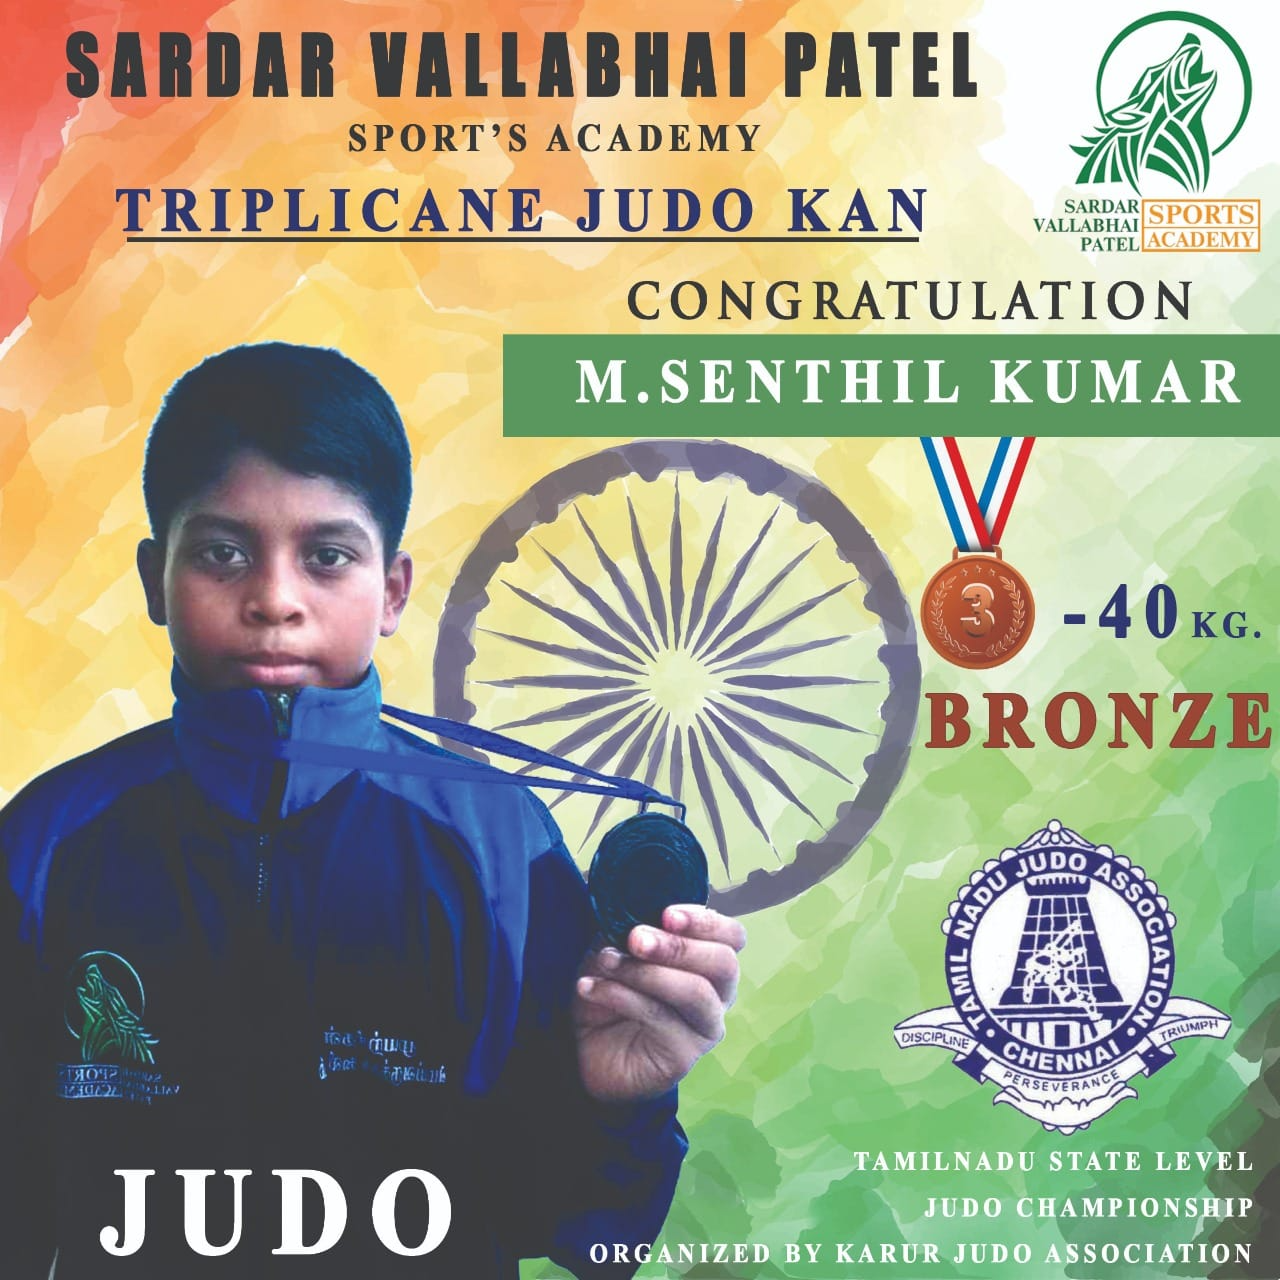 SARDAR VALLABHAI PATEL
SPORT'S ACADEMY
TRIPLICANE JUDO KAN
SARDAR
VALLABHAI
PATEL
SPORTS
ACADEMY
CONGRATULATION
M.SENTHIL KUMAR
3
-40 KG.
BRONZE
TAMIL NADU JUDO ASSOCIATION
CHENNAI
DISCIPLINE
PERSEVERANCE
TRIUMPH
SPORTS
JUDO
TAMILNADU STATE LEVEL
JUDO CHAMPIONSHIP
ORGANIZED BY KARUR JUDO ASSOCIATION